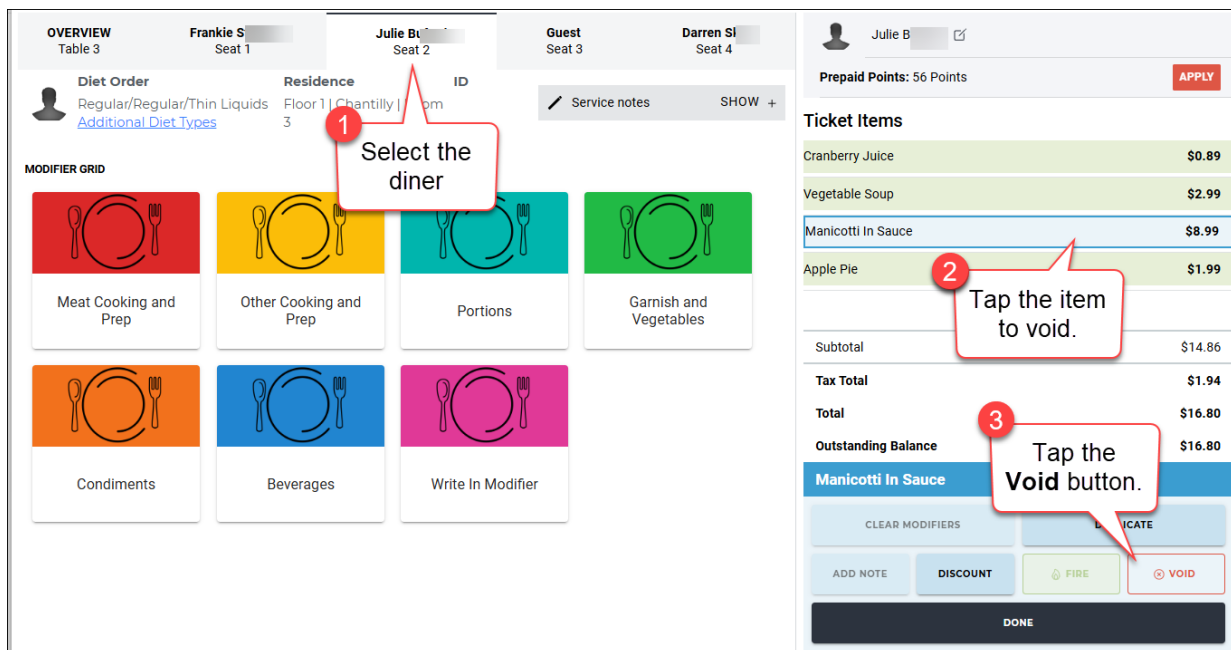 OVERVIEW
Table 3
Frankie S
Seat 1
Julie Bu
Seat 2
Guest
Seat 3
Darren Sk
Seat 4
Diet Order
Regular/Regular/Thin Liquids
Additional Diet Types
Residence
Floor 1 | Chantilly |
3
ID
Service notes
SHOW +
1
Select the
diner
MODIFIER GRID
Meat Cooking and
Prep
Other Cooking and
Prep
Portions
Garnish and
Vegetables
Condiments
Beverages
Write In Modifier
Julie B
Prepaid Points: 56 Points
APPLY
Ticket Items
Cranberry Juice $0.89
Vegetable Soup $2.99
Manicotti In Sauce $8.99
Apple Pie $1.99
2
Tap the item
to void.
Subtotal $14.86
Tax Total $1.94
Total $16.80
Outstanding Balance $16.80
3
Tap the
Void button.
Manicotti In Sauce
CLEAR MODIFIERS
ADD NOTE
DISCOUNT
FIRE
VOID
DONE